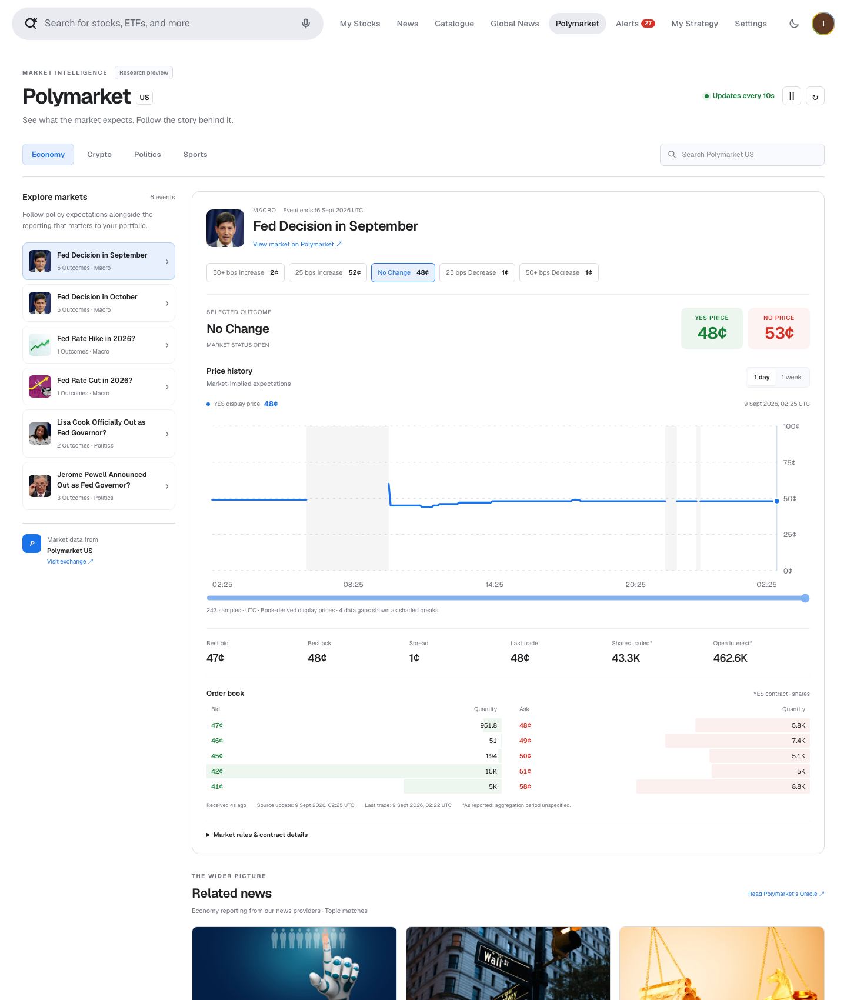 Search for stocks, ETFs, and more
My Stocks
News
Catalogue
Global News
Polymarket
Alerts 27
My Strategy
Settings
I
MARKET INTELLIGENCE
Research preview
Polymarket US
Updates every 10s
See what the market expects. Follow the story behind it.
Economy
Crypto
Politics
Sports
Search Polymarket US
Explore markets
6 events
Follow policy expectations alongside the
reporting that matters to your portfolio.
Fed Decision in September
5 Outcomes · Macro
Fed Decision in October
5 Outcomes · Macro
Fed Rate Hike in 2026?
1 Outcomes · Macro
Fed Rate Cut in 2026?
1 Outcomes · Macro
Lisa Cook Officially Out as
Fed Governor?
2 Outcomes · Politics
Jerome Powell Announced
Out as Fed Governor?
3 Outcomes · Politics
P
Market data from
Polymarket US
Visit exchange ↗
MACRO Event ends 16 Sept 2026 UTC
Fed Decision in September
View market on Polymarket ↗
50+ bps Increase 2¢
25 bps Increase 52¢
No Change 48¢
25 bps Decrease 1¢
50+ bps Decrease 1¢
SELECTED OUTCOME
No Change
MARKET STATUS OPEN
YES PRICE
48¢
NO PRICE
53¢
Price history
Market-implied expectations
1 day
1 week
YES display price 48¢
9 Sept 2026, 02:25 UTC
100¢
75¢
50¢
25¢
0¢
02:25
08:25
14:25
20:25
02:25
243 samples · UTC · Book-derived display prices · 4 data gaps shown as shaded breaks
Best bid
47¢
Best ask
48¢
Spread
1¢
Last trade
48¢
Shares traded*
43.3K
Open interest*
462.6K
Order book
YES contract · shares
Bid Quantity Ask Quantity
47¢ 951.8 48¢ 5.8K
46¢ 51 49¢ 7.4K
45¢ 194 50¢ 5.1K
42¢ 15K 51¢ 5K
41¢ 5K 58¢ 8.8K
Received 4s ago
Source update: 9 Sept 2026, 02:25 UTC
Last trade: 9 Sept 2026, 02:22 UTC
*As reported; aggregation period unspecified.
Market rules & contract details
THE WIDER PICTURE
Related news
Read Polymarket's Oracle ↗
Economy reporting from our news providers · Topic matches
Wall